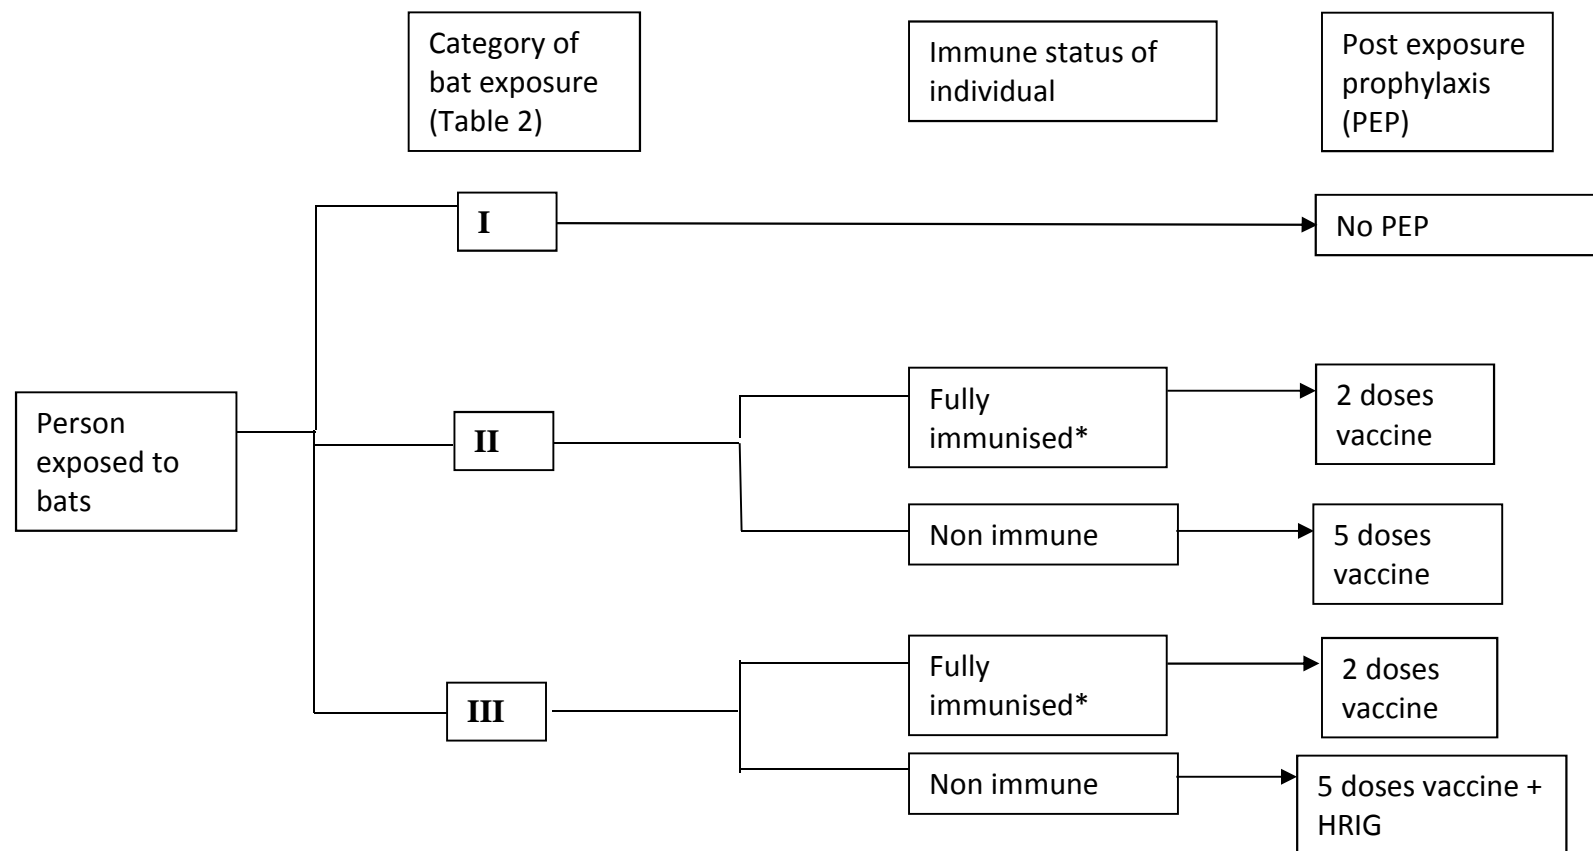 Category of
bat exposure
(Table 2)
Immune status of
individual
Post exposure
prophylaxis
(PEP)
I
No PEP
Person
exposed to
bats
II
Fully
immunised*
2 doses
vaccine
Non immune
5 doses
vaccine
III
Fully
immunised*
2 doses
vaccine
Non immune
5 doses vaccine +
HRIG